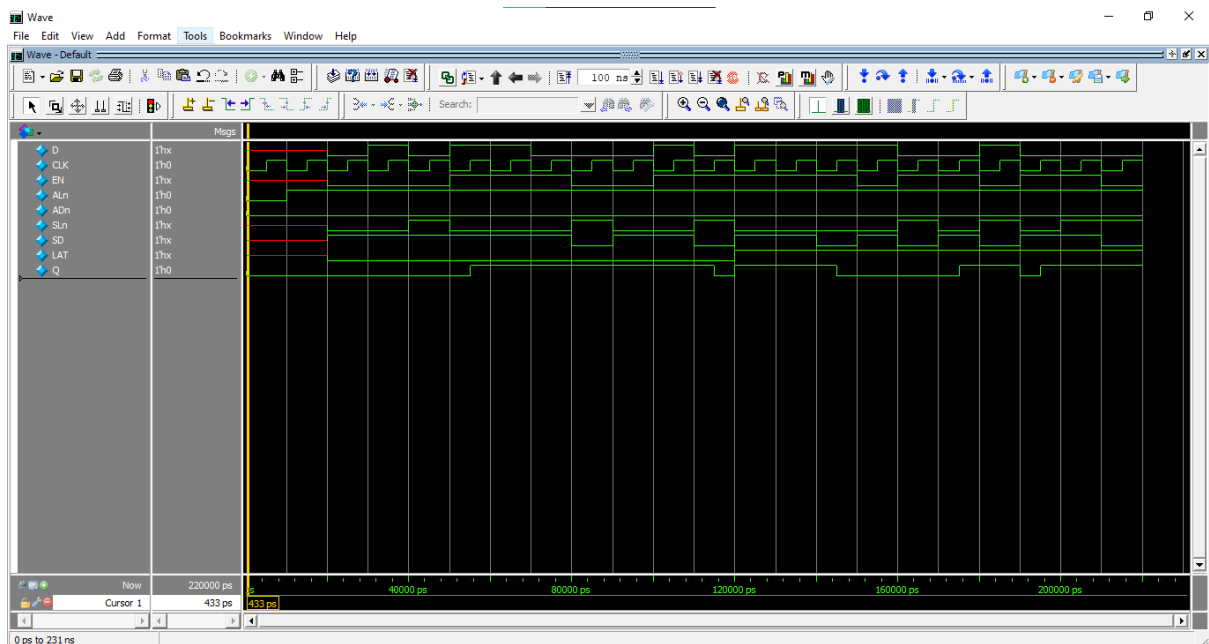 Wave
File Edit View Add Format Tools Bookmarks Window Help
Wave - Default
100 ns
Search:
Msgs
D 1'hx
CLK 1'h0
EN 1'hx
ALn 1'h0
ADn 1'h0
SLn 1'hx
SD 1'hx
LAT 1'hx
Q 1'h0
Now 220000 ps 40000 ps 80000 ps 120000 ps 160000 ps 200000 ps
Cursor 1 433 ps 433 ps
0 ps to 231 ns